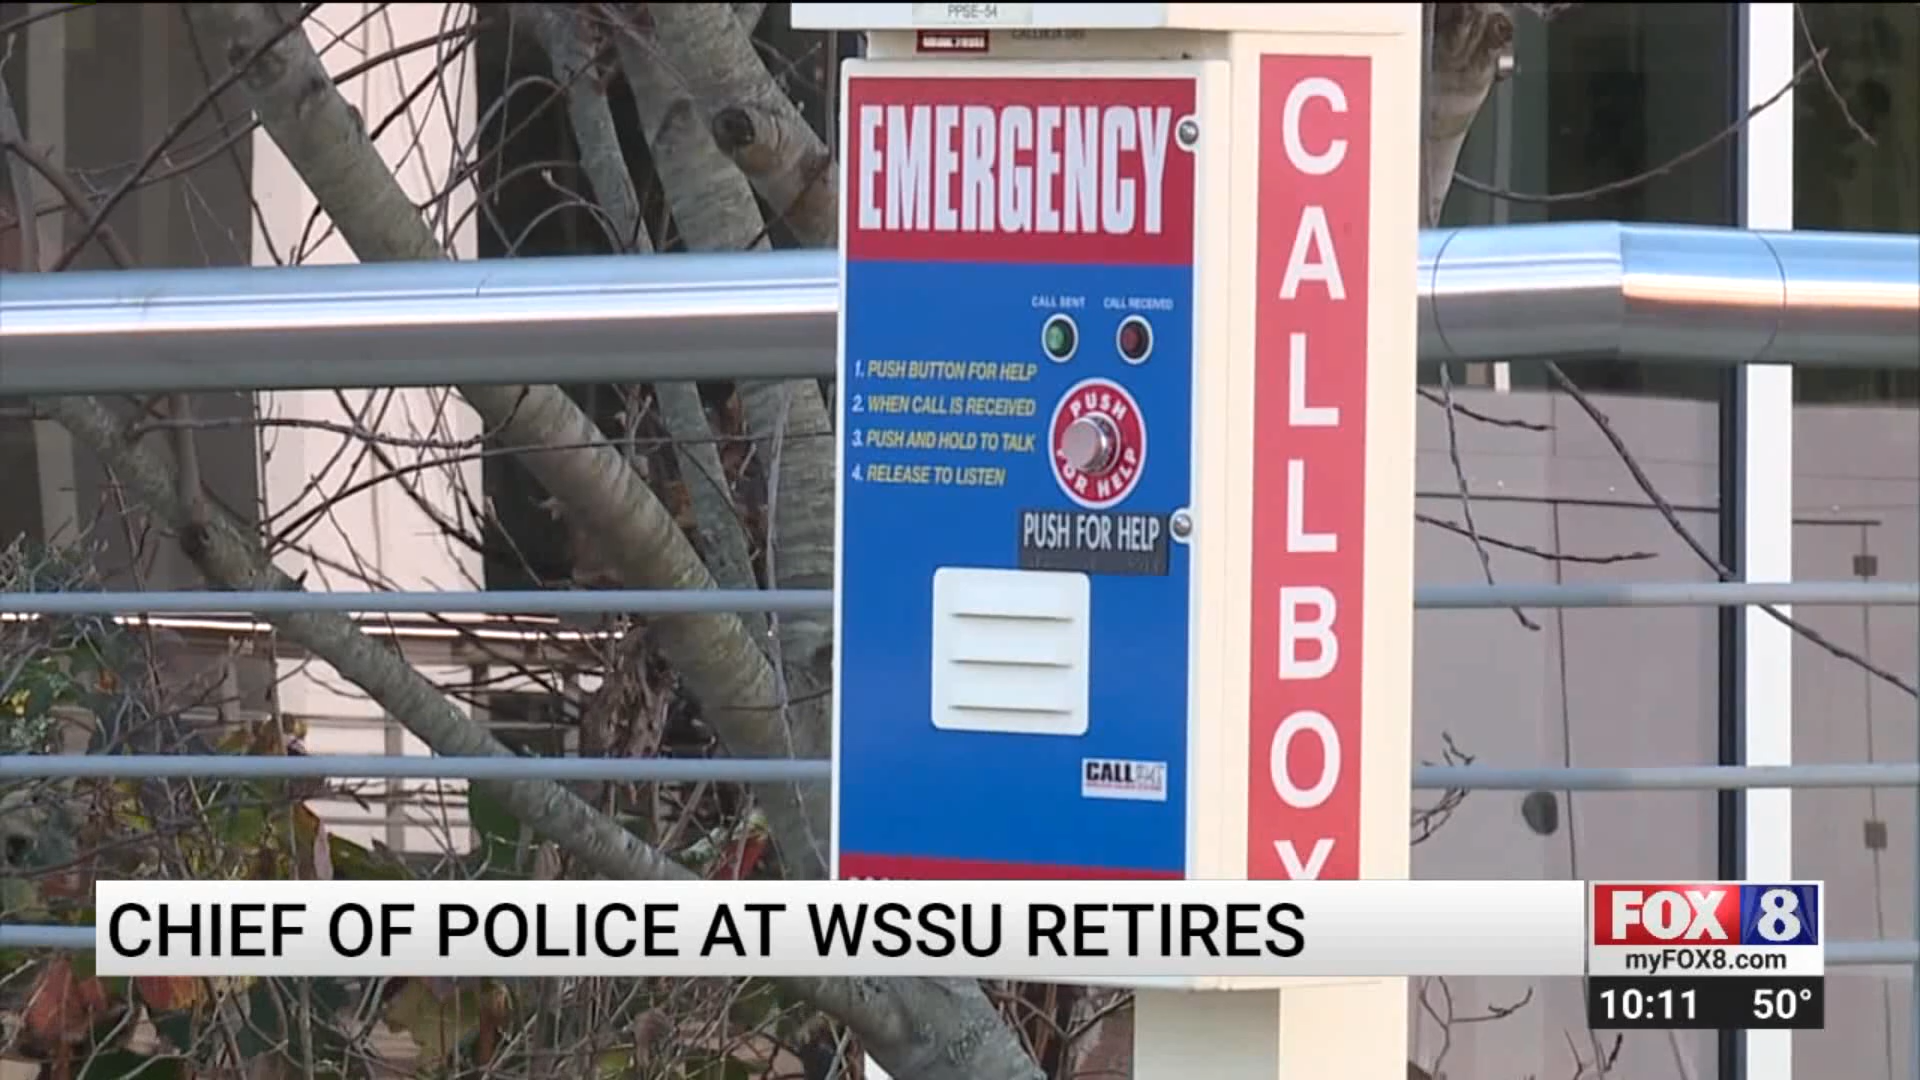 PPSE-54
EMERGENCY
CALLBOX
CALL SENT CALL RECEIVED
1. PUSH BUTTON FOR HELP
2. WHEN CALL IS RECEIVED
3. PUSH AND HOLD TO TALK
4. RELEASE TO LISTEN
PUSH
FOR HELP
PUSH FOR HELP
CALL24
CHIEF OF POLICE AT WSSU RETIRES
FOX 8
myFOX8.com
10:11 50°